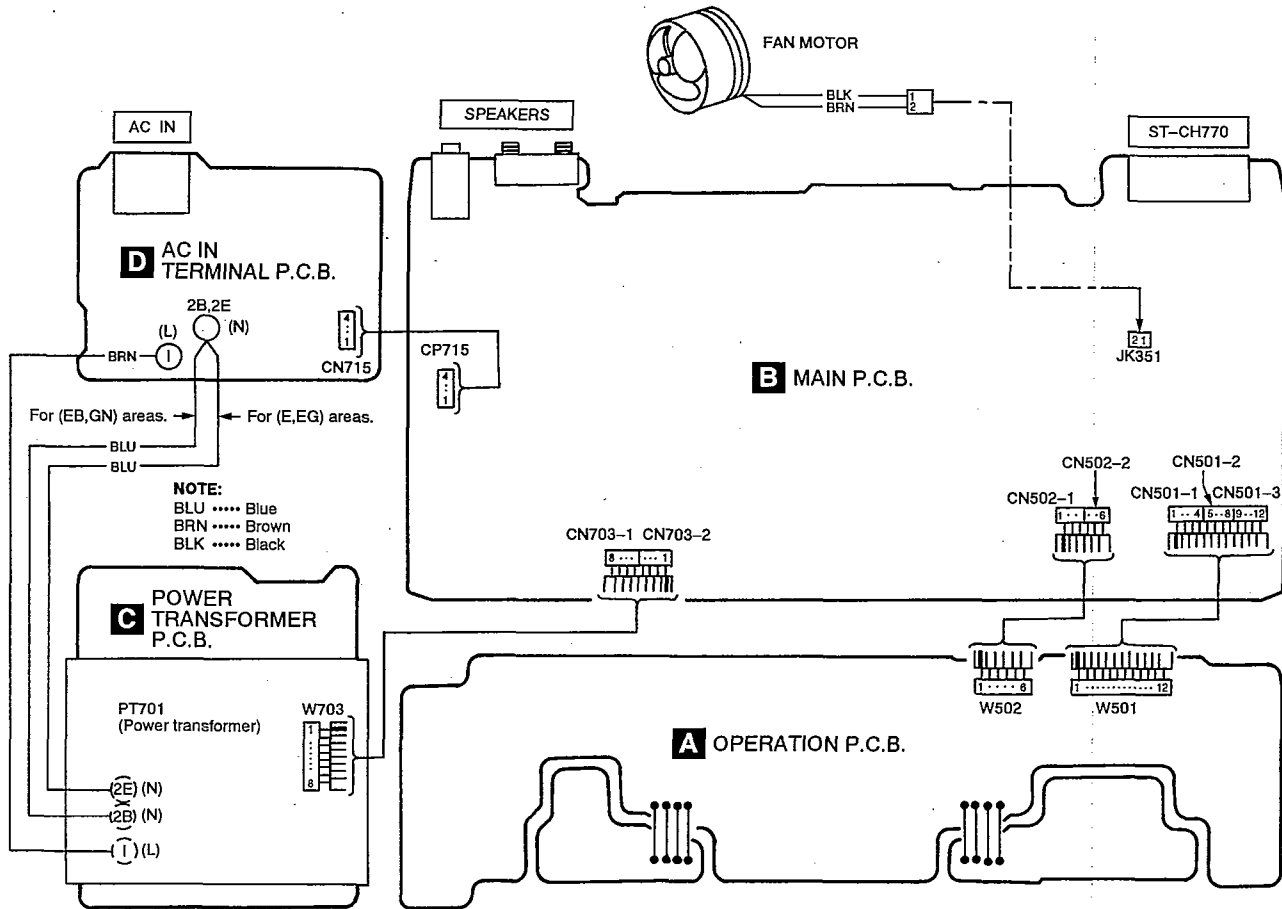 FAN MOTOR
BLK
BRN
1
2
AC IN
SPEAKERS
ST-CH770
D AC IN
TERMINAL P.C.B.
2B,2E
(L)
(N)
BRN
I
4
1
CN715
CP715
4
1
B MAIN P.C.B.
2 1
JK351
For (EB,GN) areas.
For (E,EG) areas.
BLU
BLU
NOTE:
BLU ••••• Blue
BRN ••••• Brown
BLK ••••• Black
CN502-2
CN502-1
1 •• ••6
CN501-2
CN501-1 CN501-3
1 •• 4 5••8 9••12
CN703-1 CN703-2
8 ••• ••• 1
C POWER
TRANSFORMER
P.C.B.
PT701
(Power transformer)
W703
1
8
(2E) (N)
(2B) (N)
(I) (L)
1 •••• 6
W502
1 •••••••••••••• 12
W501
A OPERATION P.C.B.